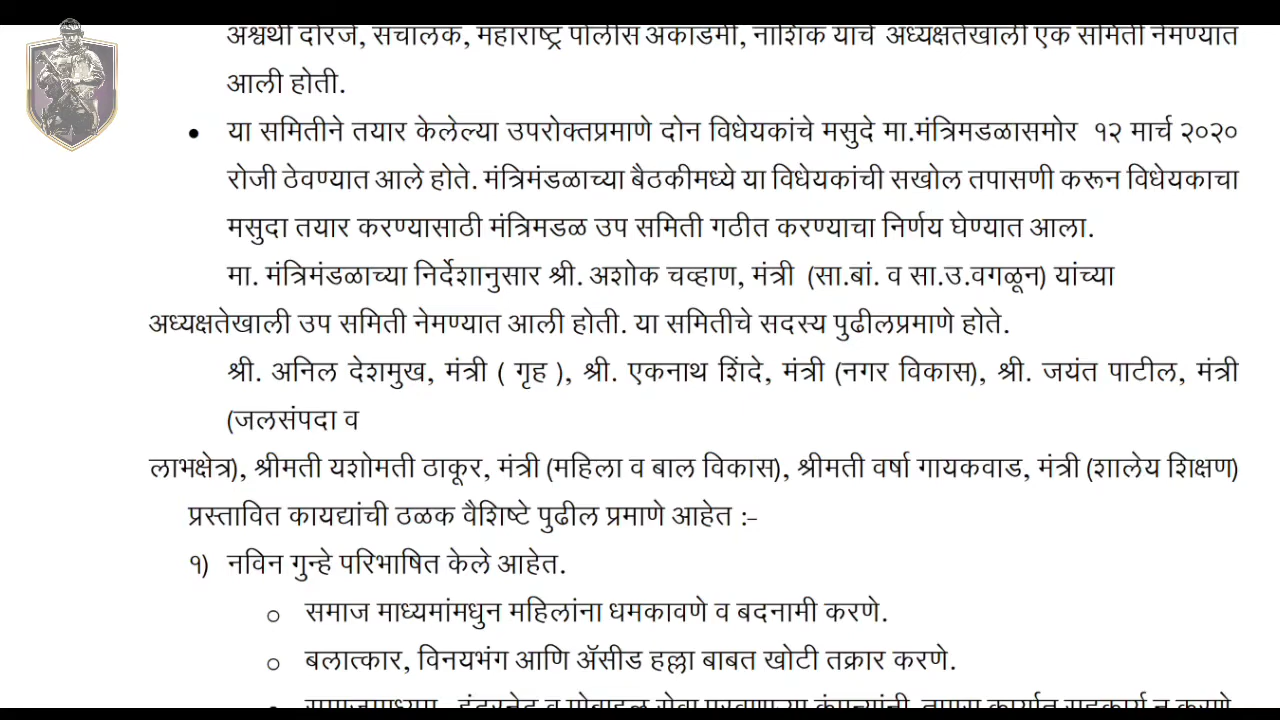 अश्वथी दोरजे, संचालक, महाराष्ट्र पोलीस अकादमी, नाशिक यांचे अध्यक्षतेखाली एक समिती नेमण्यात
आली होती.
• या समितीने तयार केलेल्या उपरोक्तप्रमाणे दोन विधेयकांचे मसुदे मा.मंत्रिमडळासमोर १२ मार्च २०२०
रोजी ठेवण्यात आले होते. मंत्रिमंडळाच्या बैठकीमध्ये या विधेयकांची सखोल तपासणी करून विधेयकाचा
मसुदा तयार करण्यासाठी मंत्रिमडळ उप समिती गठीत करण्याचा निर्णय घेण्यात आला.
मा. मंत्रिमंडळाच्या निर्देशानुसार श्री. अशोक चव्हाण, मंत्री (सा.बां. व सा.उ.वगळून) यांच्या
अध्यक्षतेखाली उप समिती नेमण्यात आली होती. या समितीचे सदस्य पुढीलप्रमाणे होते.
श्री. अनिल देशमुख, मंत्री ( गृह ), श्री. एकनाथ शिंदे, मंत्री (नगर विकास), श्री. जयंत पाटील, मंत्री
(जलसंपदा व
लाभक्षेत्र), श्रीमती यशोमती ठाकूर, मंत्री (महिला व बाल विकास), श्रीमती वर्षा गायकवाड, मंत्री (शालेय शिक्षण)
प्रस्तावित कायद्यांची ठळक वैशिष्टे पुढील प्रमाणे आहेत :–
१) नविन गुन्हे परिभाषित केले आहेत.
○ समाज माध्यमांमधुन महिलांना धमकावणे व बदनामी करणे.
○ बलात्कार, विनयभंग आणि ॲसीड हल्ला बाबत खोटी तक्रार करणे.